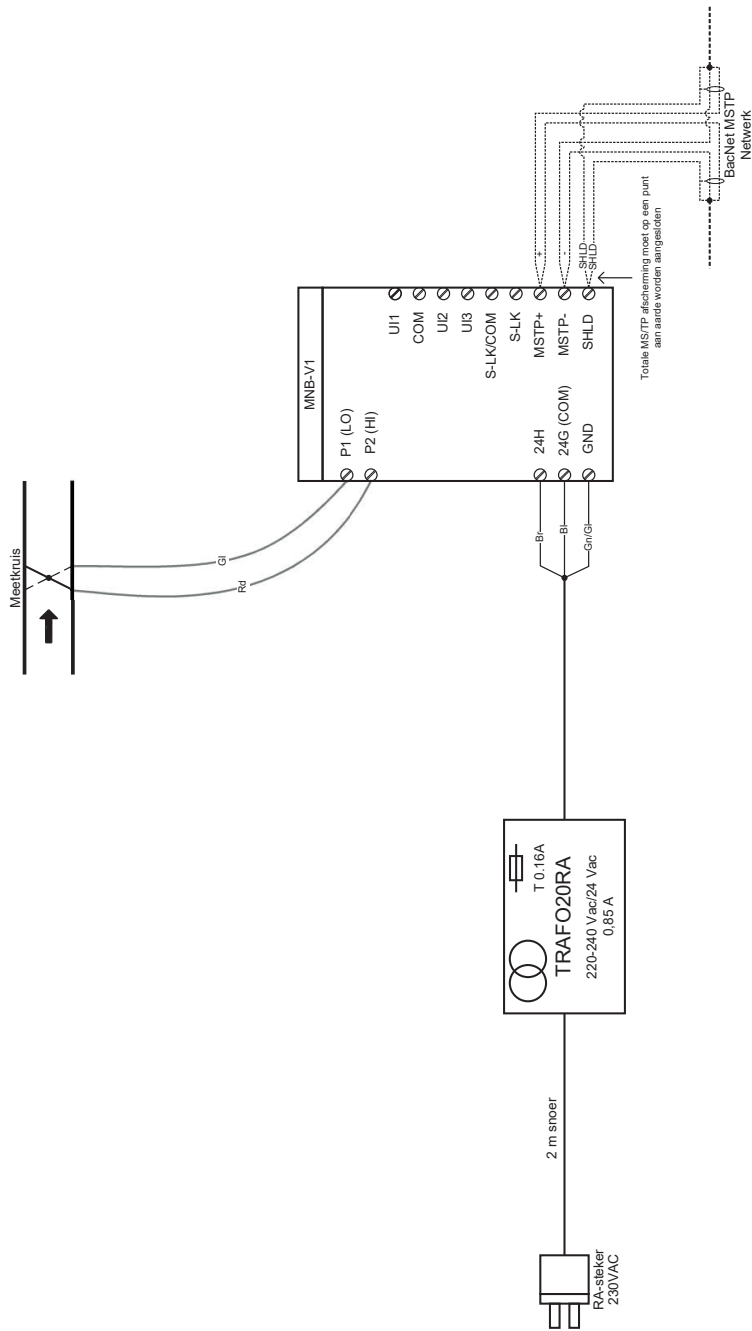 Meetkruis
Gl
Rd
MNB-V1
P1 (LO)
P2 (HI)
24H
24G (COM)
GND
UI1
COM
UI2
UI3
S-LK/COM
S-LK
MSTP+
MSTP-
SHLD
Br
Bl
Gn/Gl
+
-
SHLD
SHLD
Totale MS/TP afscherming moet op een punt
aan aarde worden aangesloten
BacNet MSTP
Netwerk
T 0.16A
TRAFO20RA
220-240 Vac/24 Vac
0,85 A
2 m snoer
RA-steker
230VAC